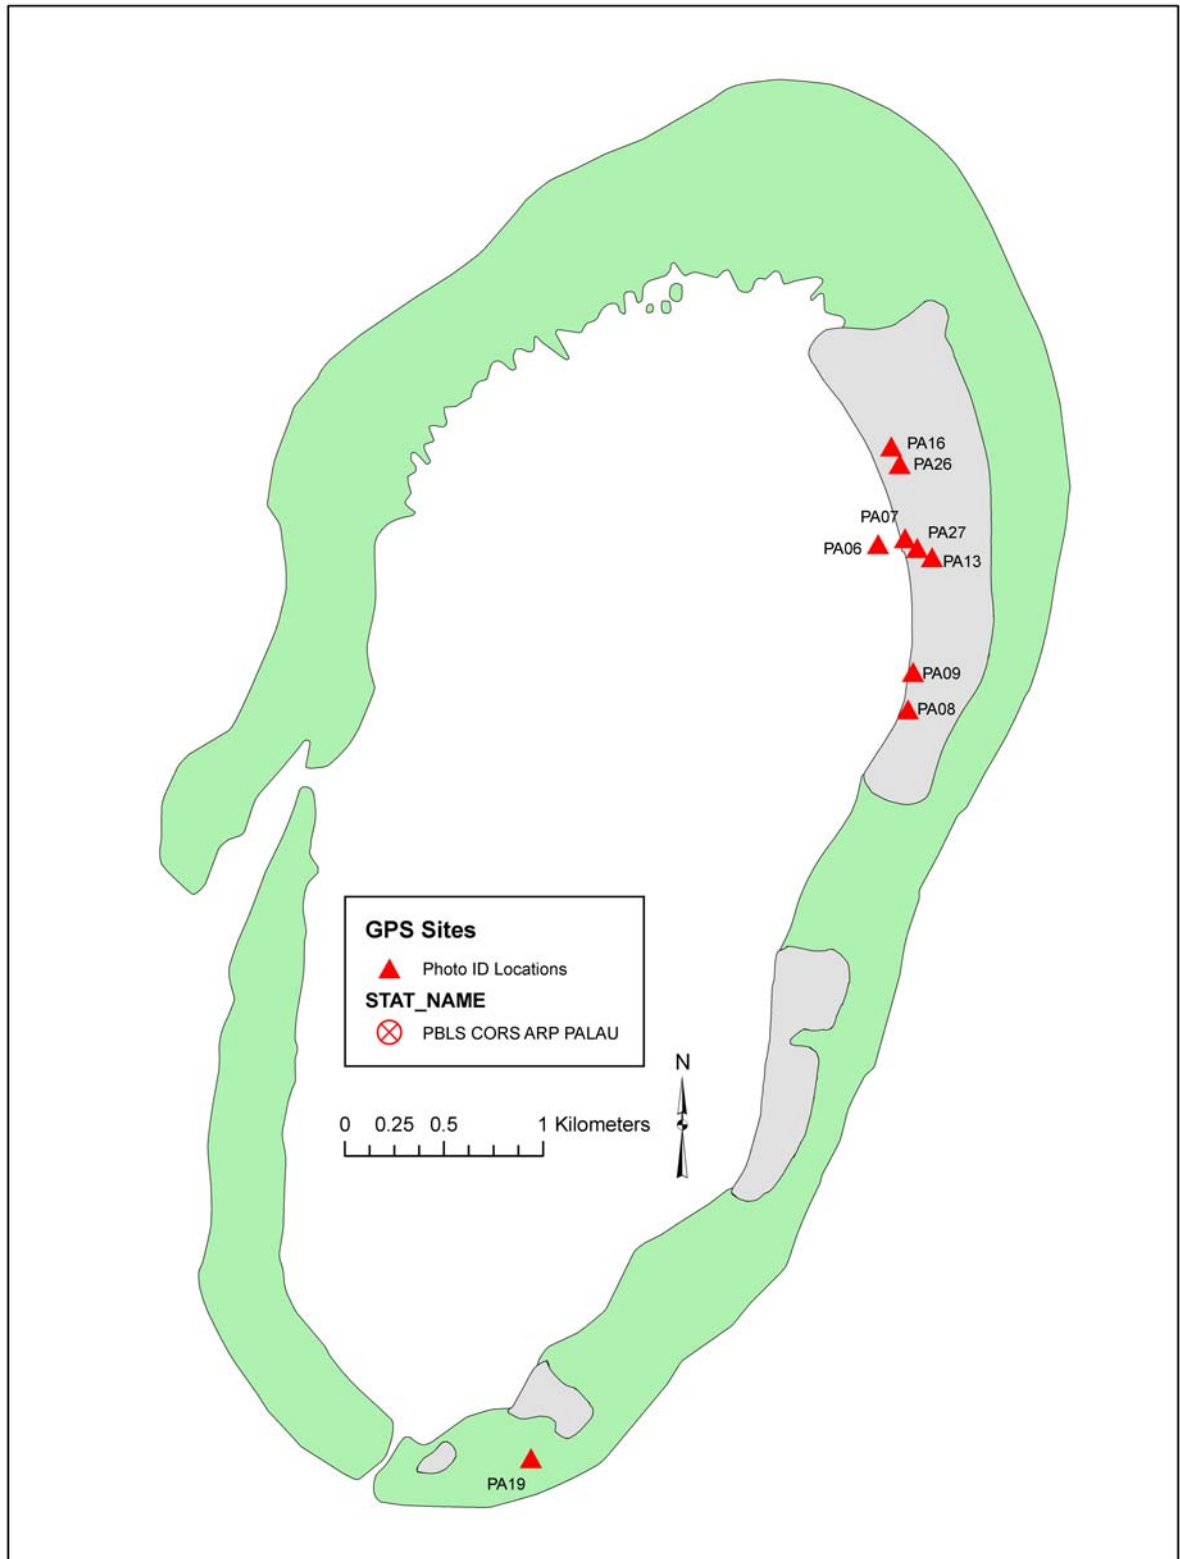 PA16
PA26
PA07
PA27
PA06
PA13
PA09
PA08
GPS Sites
Photo ID Locations
STAT_NAME
PBLS CORS ARP PALAU
N
0 0.25 0.5 1 Kilometers
PA19